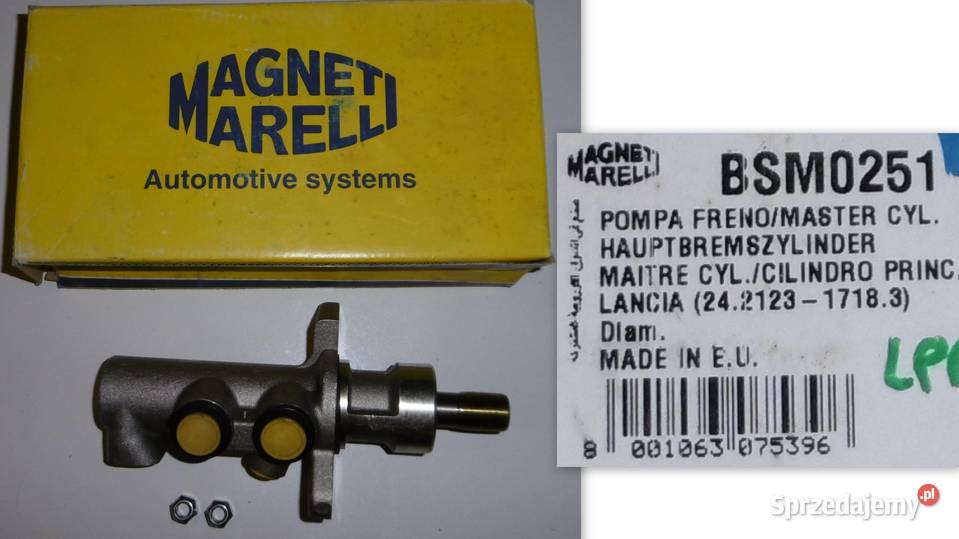 MAGNETI
MARELLI
Automotive systems
MAGNETI
MARELLI
BSM0251
POMPA FRENO/MASTER CYL.
HAUPTBREMSZYLINDER
MAITRE CYL./CILINDRO PRINC.
LANCIA (24.2123-1718.3)
Diam.
MADE IN E.U.
8 001063 075396
Sprzedajemy.pl